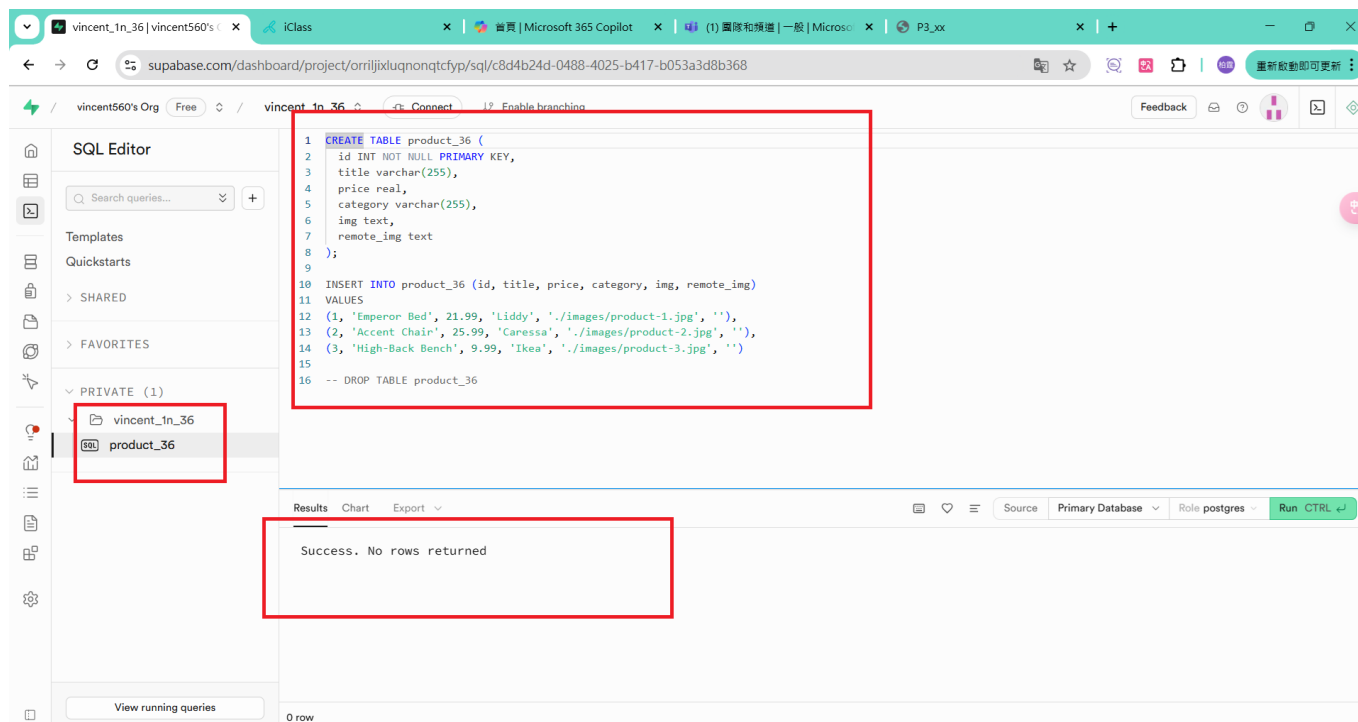 vincent_1n_36 | vincent560's
iClass
首頁 | Microsoft 365 Copilot
(1) 團隊和頻道 | 一般 | Microso
P3_xx
supabase.com/dashboard/project/orriljixluqnonqtcfyp/sql/c8d4b24d-0488-4025-b417-b053a3d8b368
重新啟動即可更新
vincent560's Org Free / vincent_1n_36 Connect Enable branching Feedback
SQL Editor
Search queries...
Templates
Quickstarts
SHARED
FAVORITES
PRIVATE (1)
vincent_1n_36
SQL product_36
View running queries
1 CREATE TABLE product_36 (
2 id INT NOT NULL PRIMARY KEY,
3 title varchar(255),
4 price real,
5 category varchar(255),
6 img text,
7 remote_img text
8 );
9
10 INSERT INTO product_36 (id, title, price, category, img, remote_img)
11 VALUES
12 (1, 'Emperor Bed', 21.99, 'Liddy', './images/product-1.jpg', ''),
13 (2, 'Accent Chair', 25.99, 'Caressa', './images/product-2.jpg', ''),
14 (3, 'High-Back Bench', 9.99, 'Ikea', './images/product-3.jpg', '')
15
16 -- DROP TABLE product_36
Results Chart Export Source Primary Database Role postgres Run CTRL
Success. No rows returned
0 row